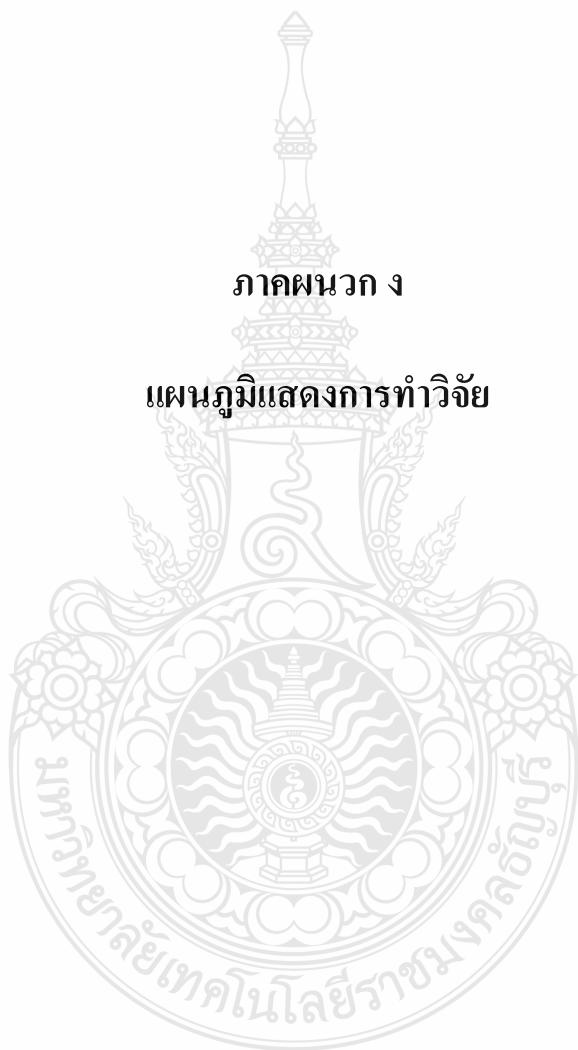 ภาคผนวก ง
แผนภูมิแสดงการทำวิจัย
มหาวิทยาลัยเทคโนโลยีราชมงคลธัญบุรี